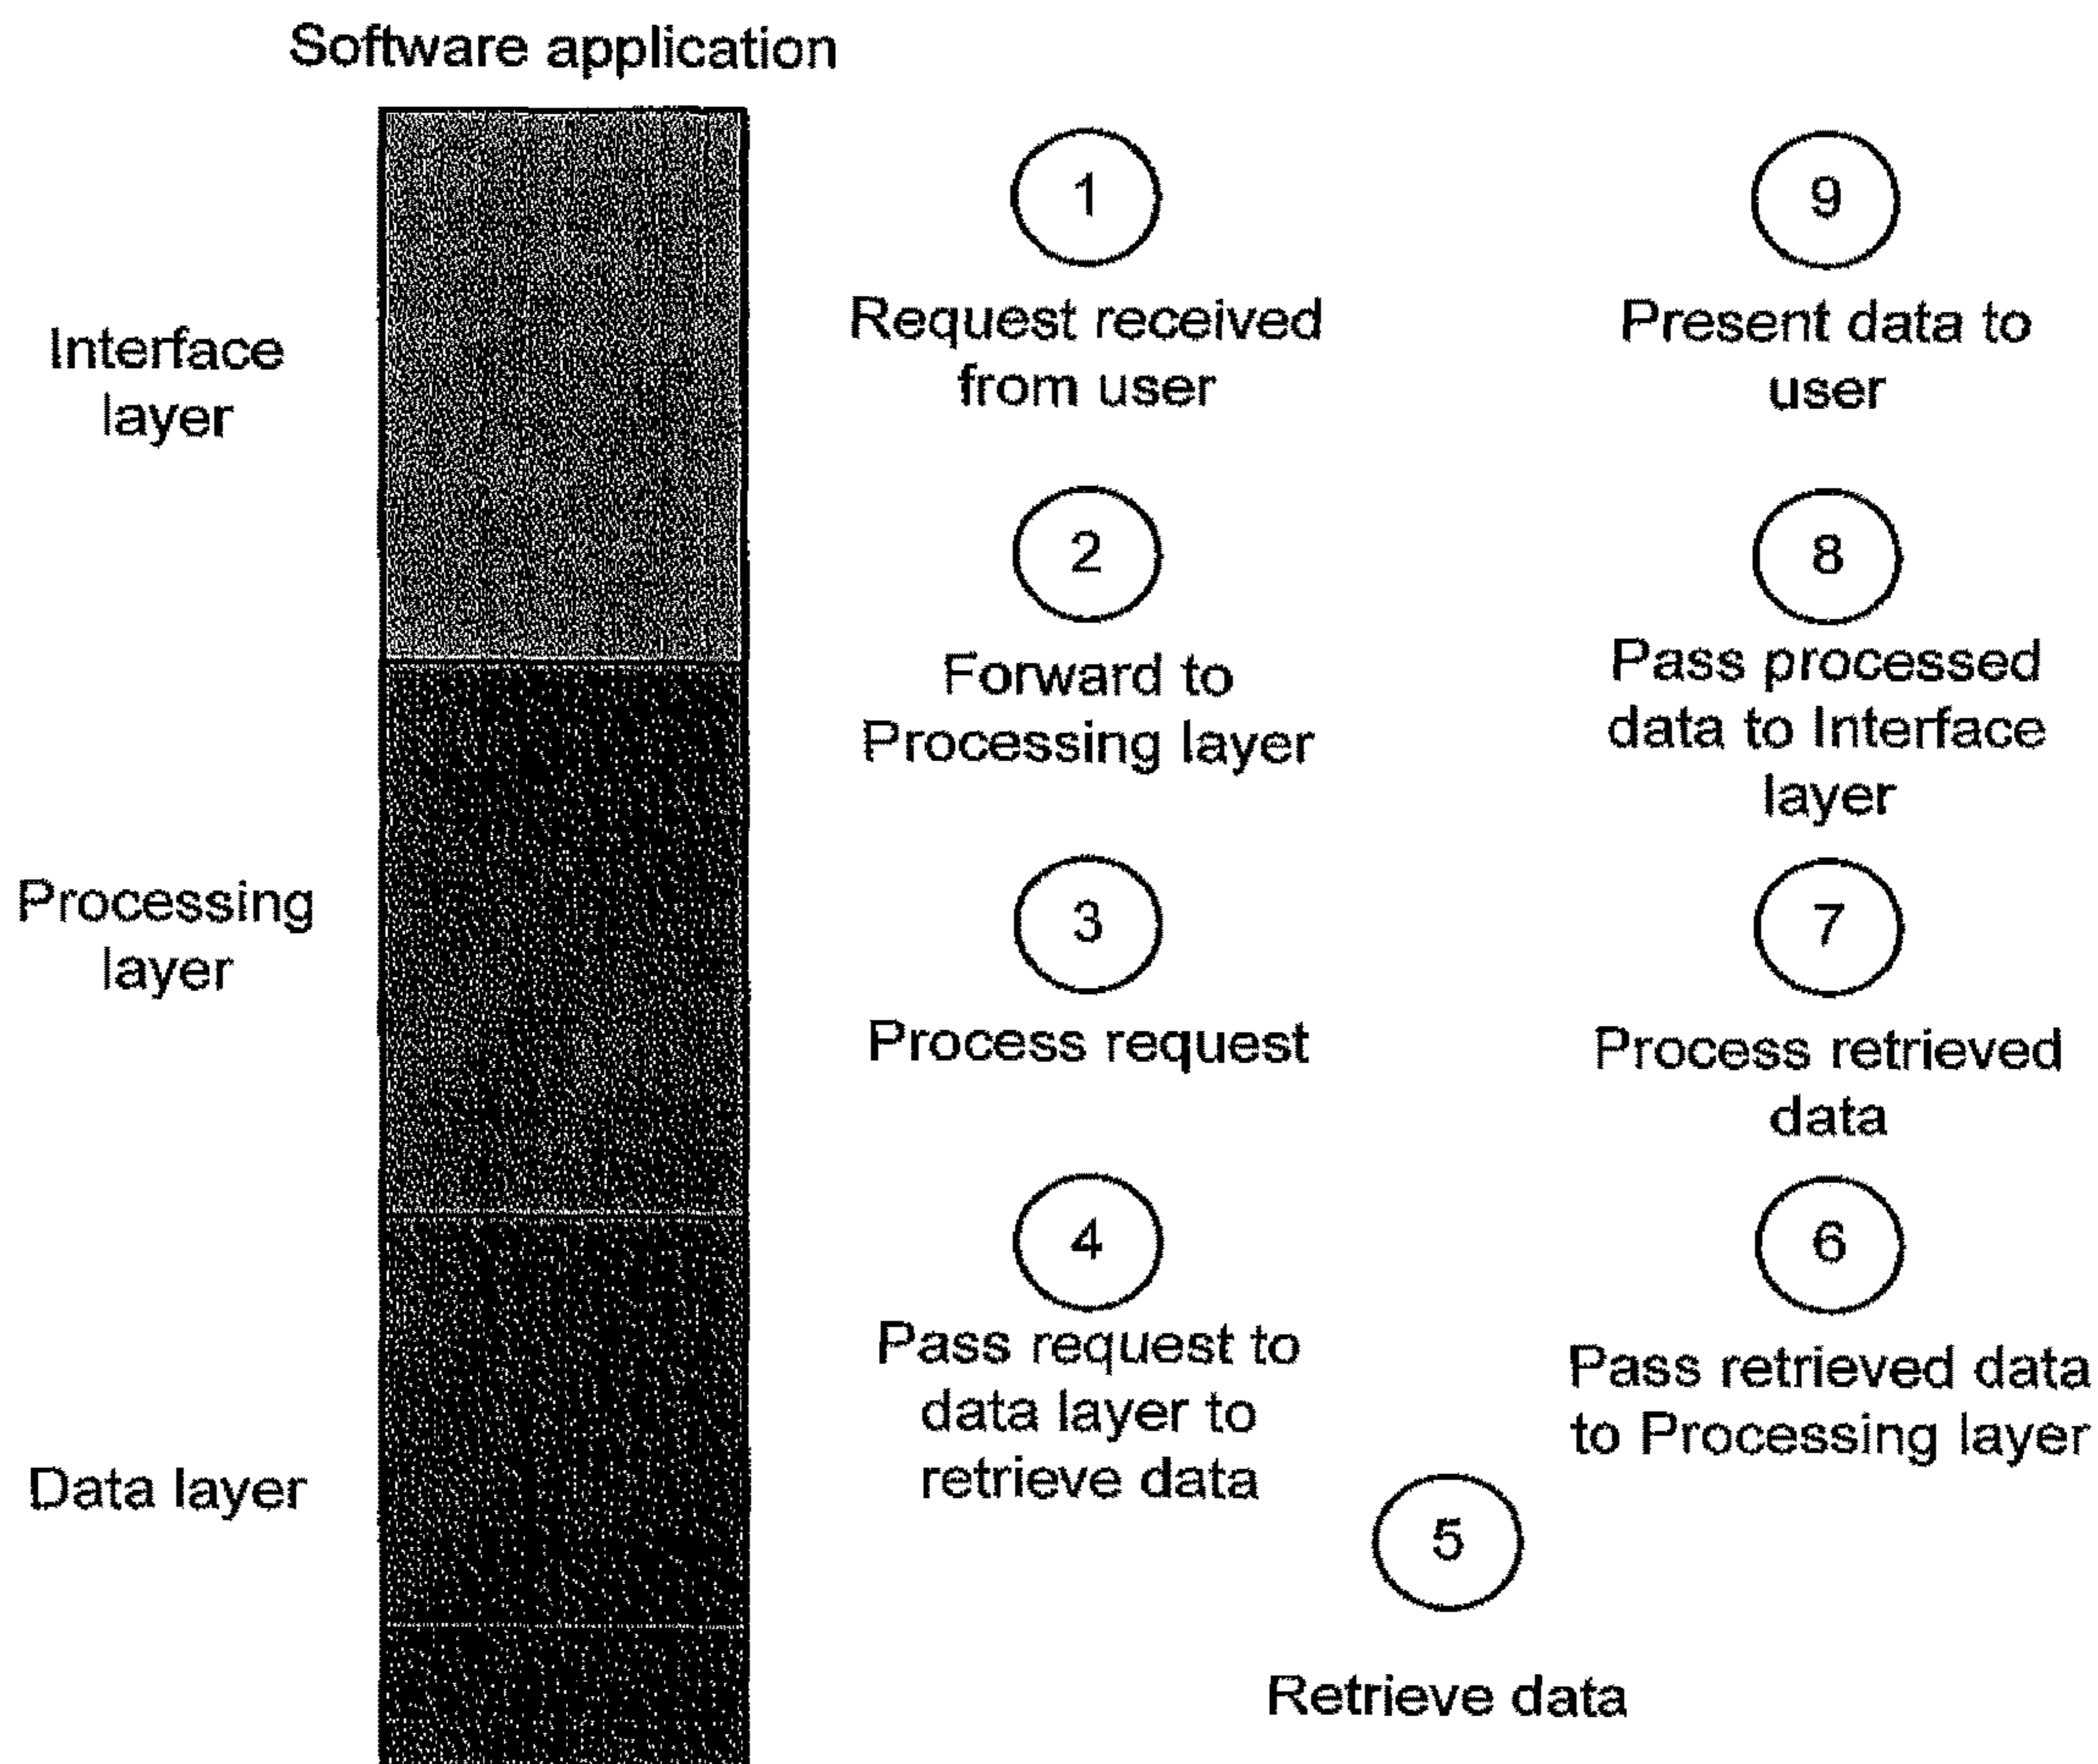 Software application
Interface
layer
Processing
layer
Data layer
1
Request received
from user
2
Forward to
Processing layer
3
Process request
4
Pass request to
data layer to
retrieve data
5
Retrieve data
6
Pass retrieved data
to Processing layer
7
Process retrieved
data
8
Pass processed
data to Interface
layer
9
Present data to
user